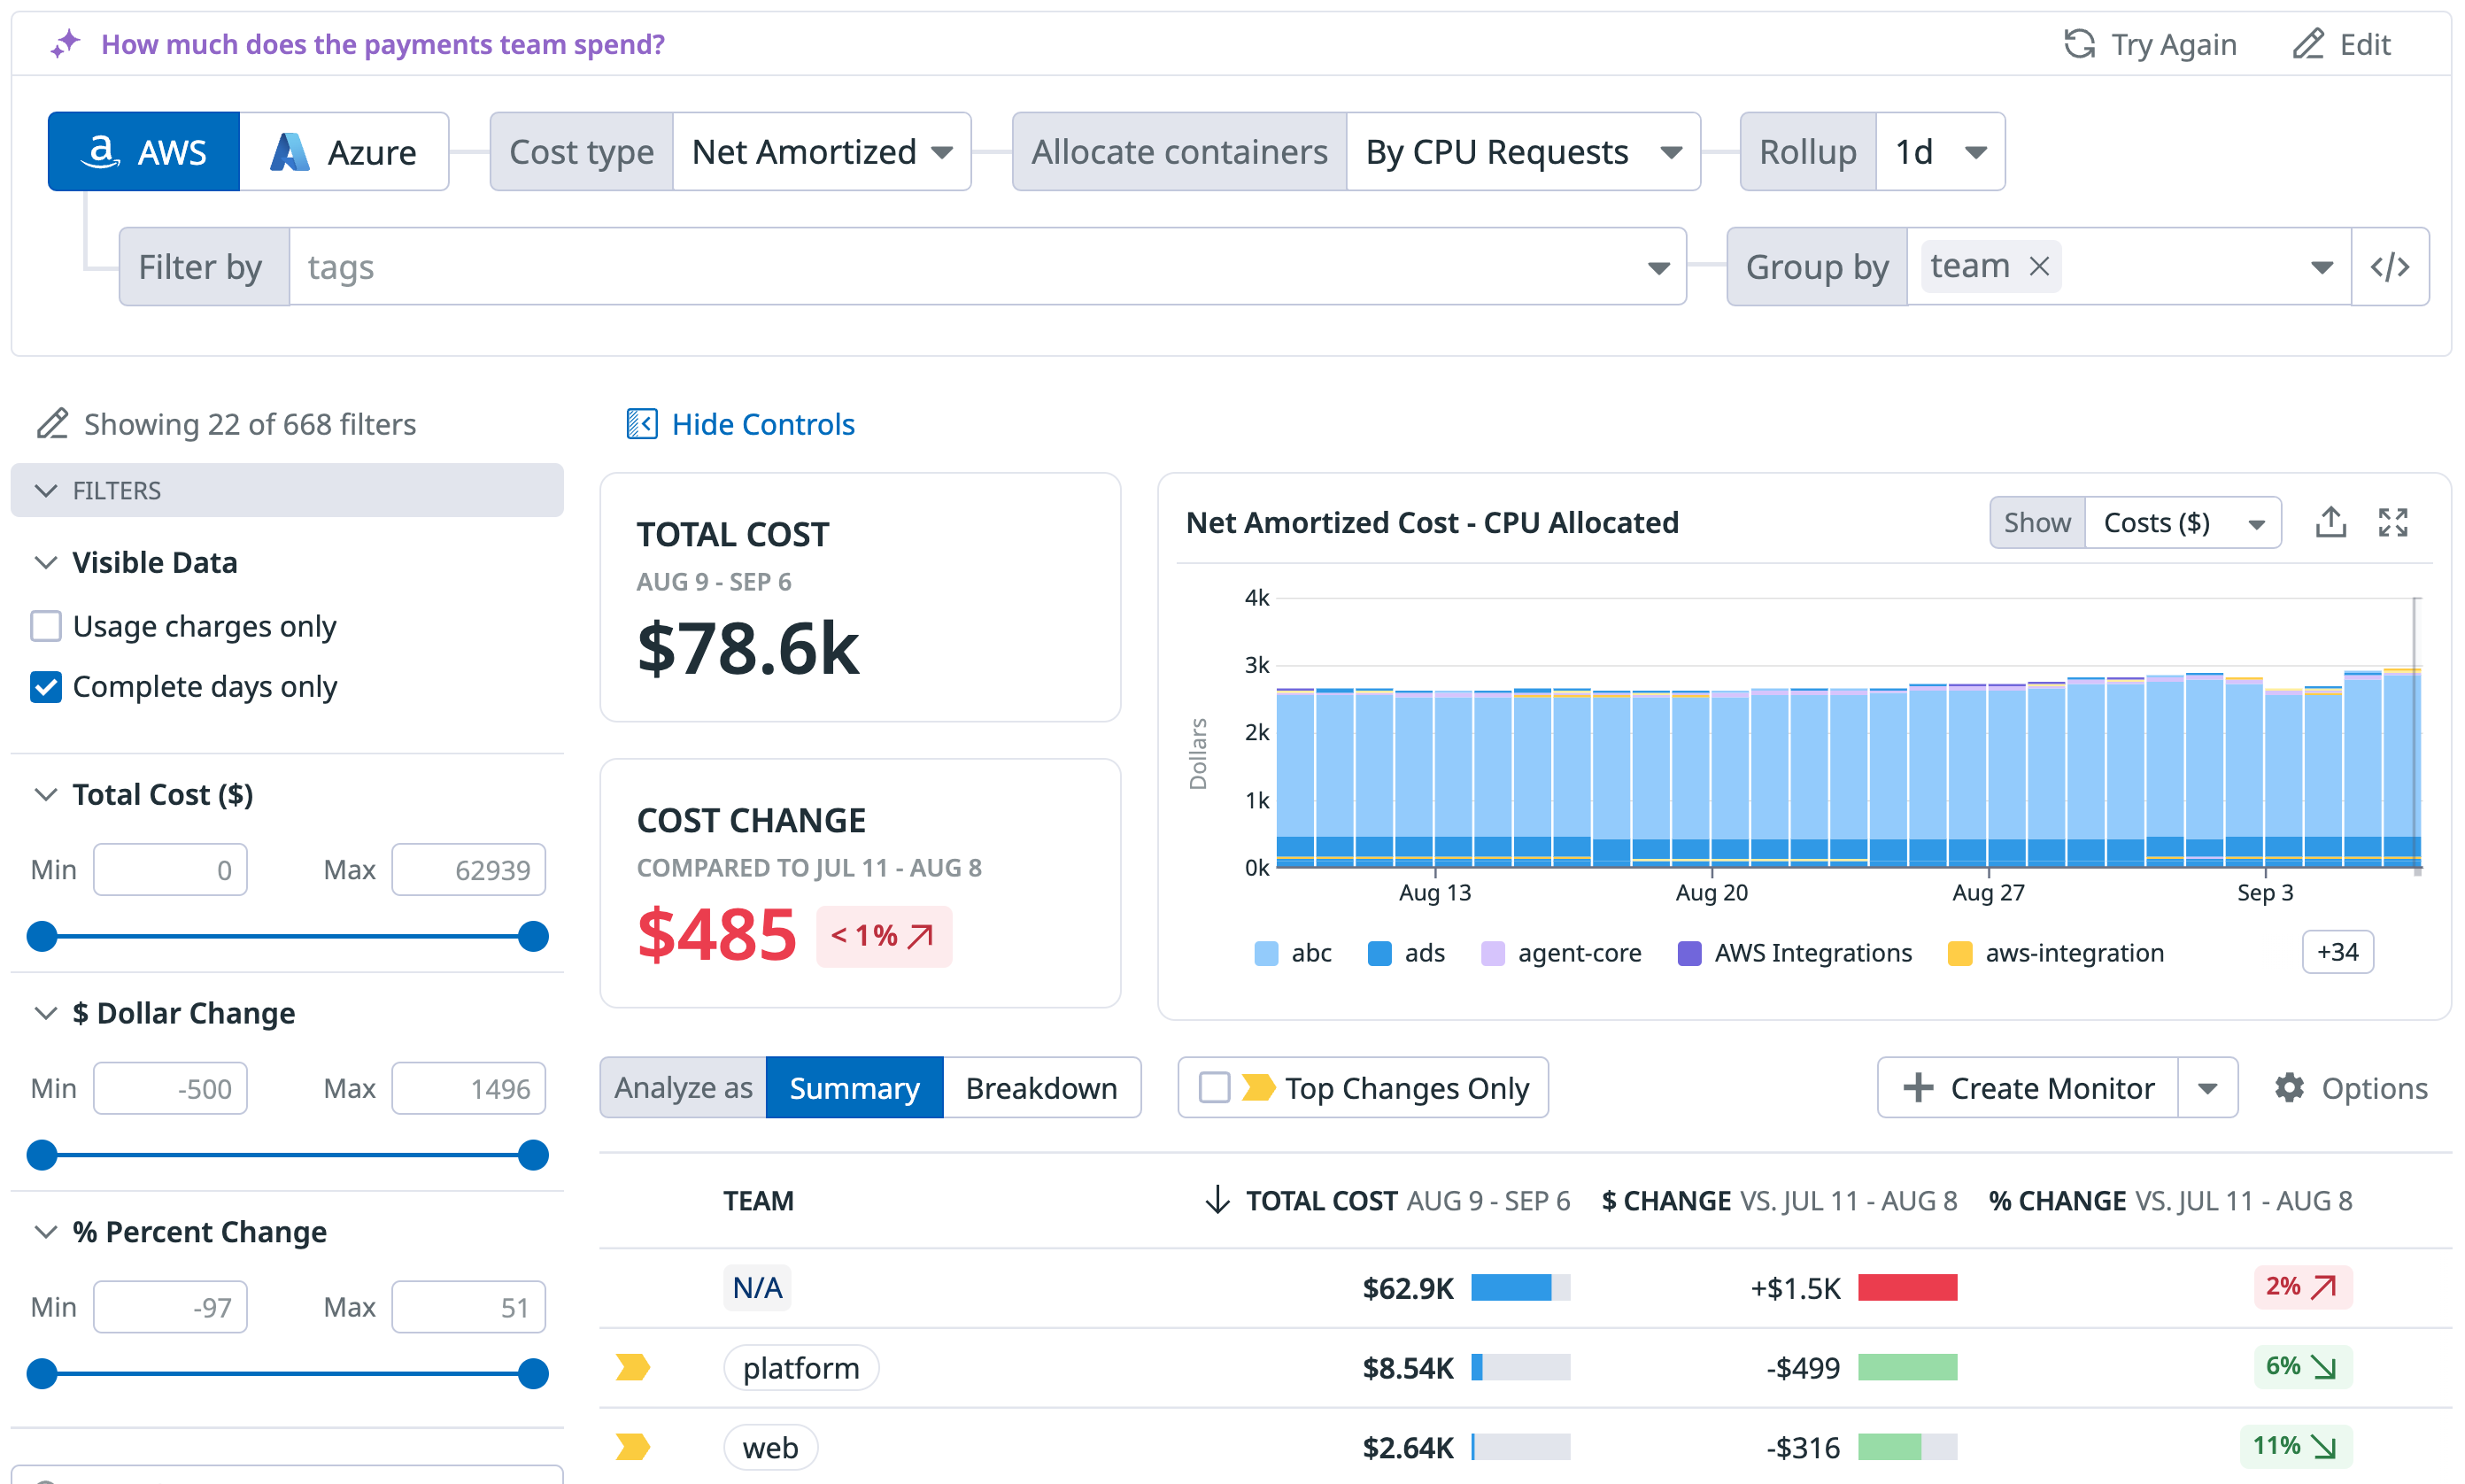 How much does the payments team spend?
Try Again
Edit
AWS
Azure
Cost type
Net Amortized
Allocate containers
By CPU Requests
Rollup
1d
Filter by
tags
Group by
team
Showing 22 of 668 filters
Hide Controls
FILTERS
Visible Data
Usage charges only
Complete days only
Total Cost ($)
Min
0
Max
62939
$ Dollar Change
Min
-500
Max
1496
% Percent Change
Min
-97
Max
51
TOTAL COST
AUG 9 - SEP 6
$78.6k
COST CHANGE
COMPARED TO JUL 11 - AUG 8
$485
< 1%
Net Amortized Cost - CPU Allocated
Show
Costs ($)
Dollars
4k
3k
2k
1k
0k
Aug 13
Aug 20
Aug 27
Sep 3
abc
ads
agent-core
AWS Integrations
aws-integration
+34
Analyze as
Summary
Breakdown
Top Changes Only
Create Monitor
Options
TEAM
TOTAL COST AUG 9 - SEP 6
$ CHANGE VS. JUL 11 - AUG 8
% CHANGE VS. JUL 11 - AUG 8
N/A
$62.9K
+$1.5K
2%
platform
$8.54K
-$499
6%
web
$2.64K
-$316
11%